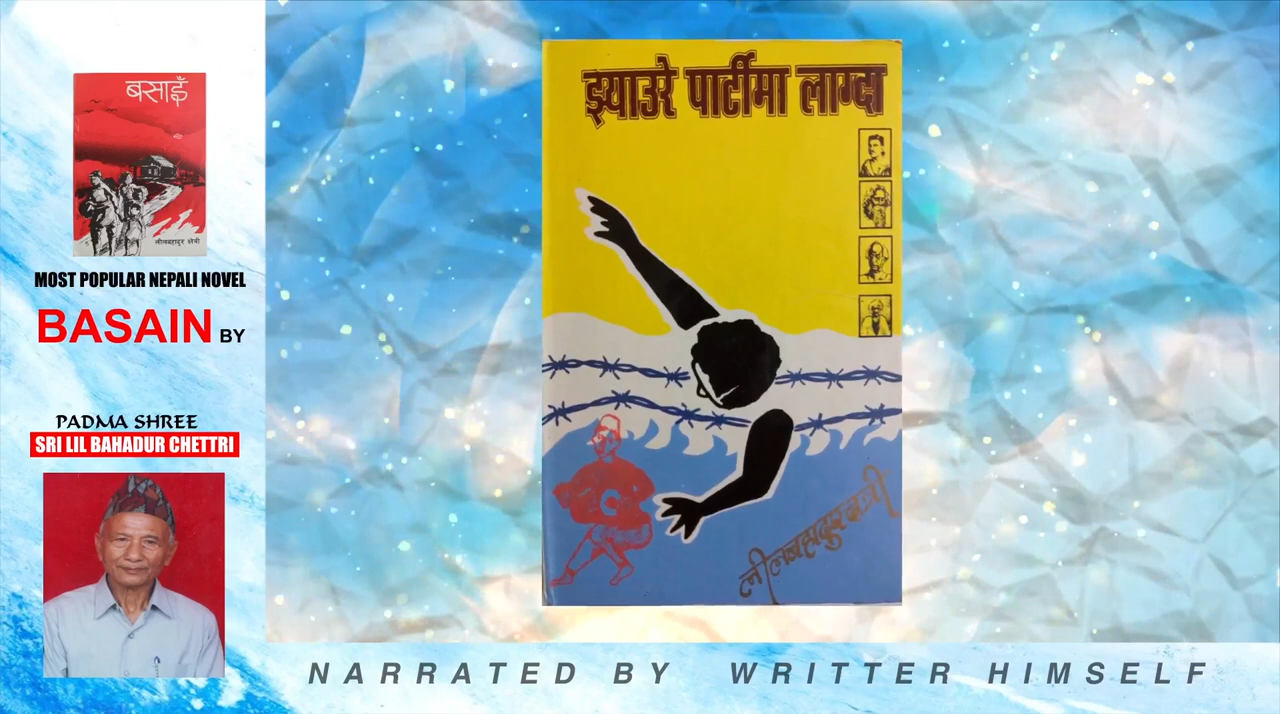 बसाइँ
लीलबहादुर क्षेत्री
MOST POPULAR NEPALI NOVEL
BASAIN BY
PADMA SHREE
SRI LIL BAHADUR CHETTRI
झ्याउरे पार्टीमा लाग्दा
लीलबहादुर क्षत्री
NARRATED BY WRITTER HIMSELF